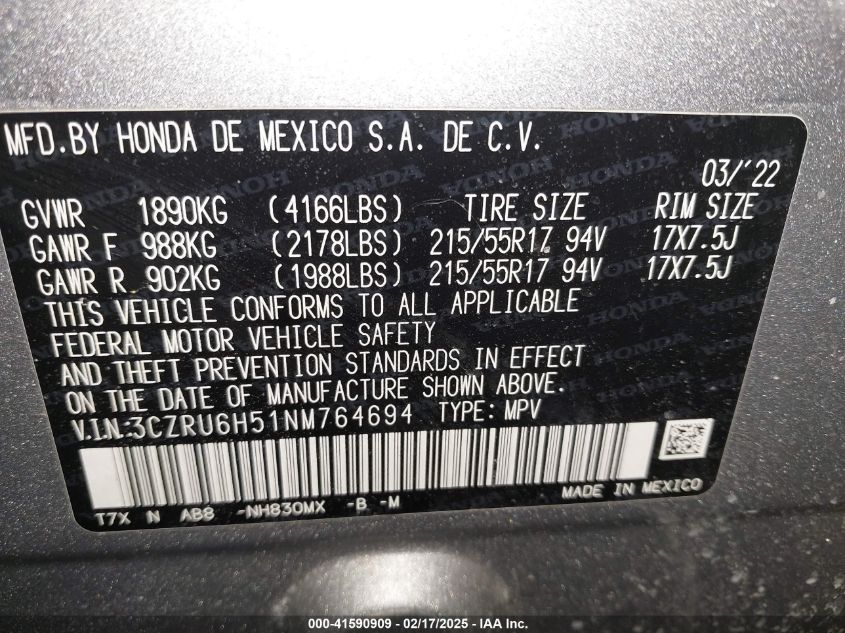 MFD.BY HONDA DE MEXICO S.A. DE C.V.
03/'22
GVWR 1890KG (4166LBS) TIRE SIZE RIM SIZE
GAWR F 988KG (2178LBS) 215/55R17 94V 17X7.5J
GAWR R 902KG (1988LBS) 215/55R17 94V 17X7.5J
THIS VEHICLE CONFORMS TO ALL APPLICABLE
FEDERAL MOTOR VEHICLE SAFETY
AND THEFT PREVENTION STANDARDS IN EFFECT
ON THE DATE OF MANUFACTURE SHOWN ABOVE.
V.I.N:3CZRU6H51NM764694 TYPE: MPV
T7X N AB8 -NH830MX -B -M
MADE IN MEXICO
000-41590909 - 02/17/2025 - IAA Inc.